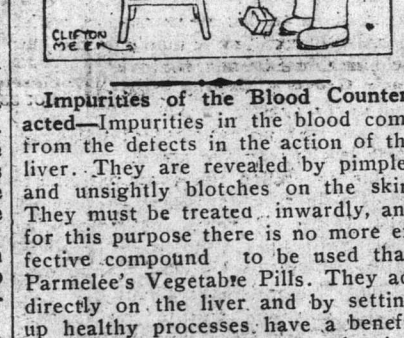 CLIFTON
MEEK
Impurities of the Blood Counter
acted—Impurities in the blood com
from the defects in the action of th
liver. They are revealed by pimple
and unsightly blotches on the skin
They must be treated inwardly, an
for this purpose there is no more ef
fective compound to be used tha
Parmelee's Vegetable Pills. They ac
directly on the liver and by settin
up healthy processes have a benef